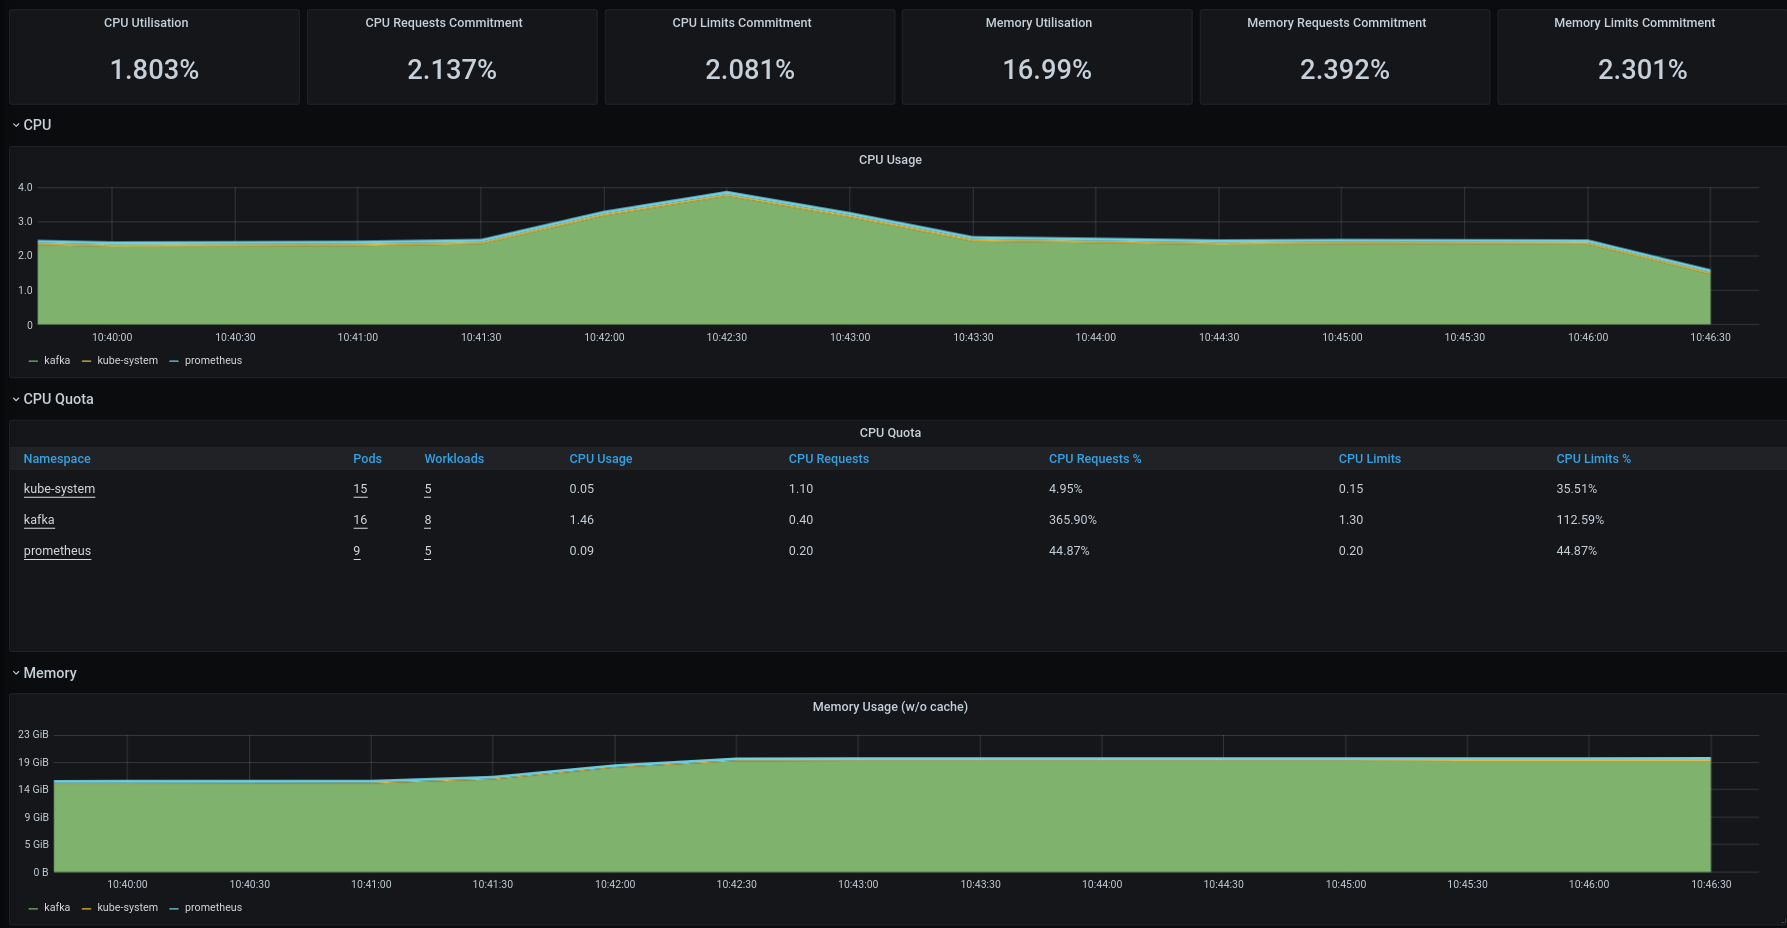 CPU Utilisation CPU Requests Commitment CPU Limits Commitment Memory Utilisation Memory Requests Commitment Memory Limits Commitment
1.803% 2.137% 2.081% 16.99% 2.392% 2.301%
CPU
CPU Usage
4.0
3.0
2.0
1.0
0
10:40:00 10:40:30 10:41:00 10:41:30 10:42:00 10:42:30 10:43:00 10:43:30 10:44:00 10:44:30 10:45:00 10:45:30 10:46:00 10:46:30
kafka kube-system prometheus
CPU Quota
CPU Quota
Namespace Pods Workloads CPU Usage CPU Requests CPU Requests % CPU Limits CPU Limits %
kube-system 15 5 0.05 1.10 4.95% 0.15 35.51%
kafka 16 8 1.46 0.40 365.90% 1.30 112.59%
prometheus 9 5 0.09 0.20 44.87% 0.20 44.87%
Memory
Memory Usage (w/o cache)
23 GiB
19 GiB
14 GiB
9 GiB
5 GiB
0 B
10:40:00 10:40:30 10:41:00 10:41:30 10:42:00 10:42:30 10:43:00 10:43:30 10:44:00 10:44:30 10:45:00 10:45:30 10:46:00 10:46:30
kafka kube-system prometheus